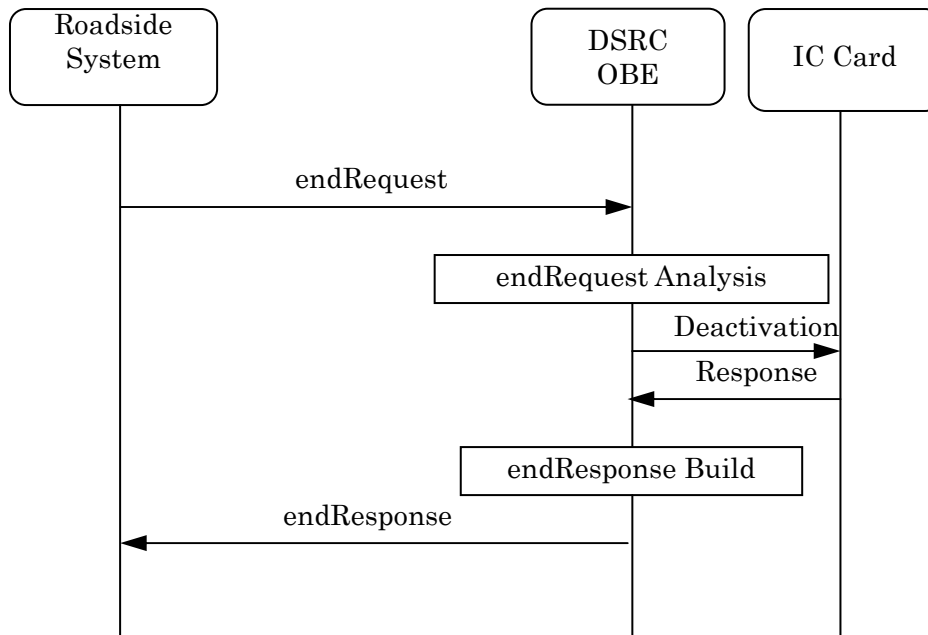 Roadside
System
DSRC
OBE
IC Card
endRequest
endRequest Analysis
Deactivation
Response
endResponse Build
endResponse